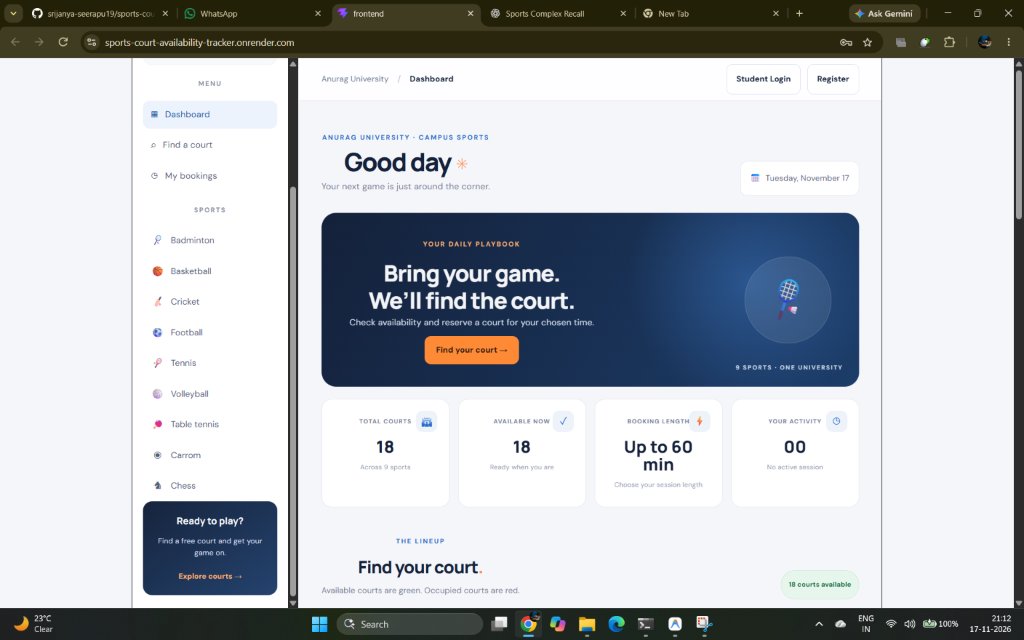 srijanya-seerapu19/sports-cou
WhatsApp
frontend
Sports Complex Recall
New Tab
Ask Gemini
sports-court-availability-tracker.onrender.com
MENU
Dashboard
Find a court
My bookings
SPORTS
Badminton
Basketball
Cricket
Football
Tennis
Volleyball
Table tennis
Carrom
Chess
Ready to play?
Find a free court and get your
game on.
Explore courts →
Anurag University / Dashboard
Student Login
Register
ANURAG UNIVERSITY · CAMPUS SPORTS
Good day
Your next game is just around the corner.
Tuesday, November 17
YOUR DAILY PLAYBOOK
Bring your game.
We'll find the court.
Check availability and reserve a court for your chosen time.
Find your court →
9 SPORTS · ONE UNIVERSITY
TOTAL COURTS
18
Across 9 sports
AVAILABLE NOW
18
Ready when you are
BOOKING LENGTH
Up to 60
min
Choose your session length
YOUR ACTIVITY
00
No active session
THE LINEUP
Find your court.
Available courts are green. Occupied courts are red.
18 courts available
23°C
Clear
Search
ENG
IN
100%
21:12
17-11-2026